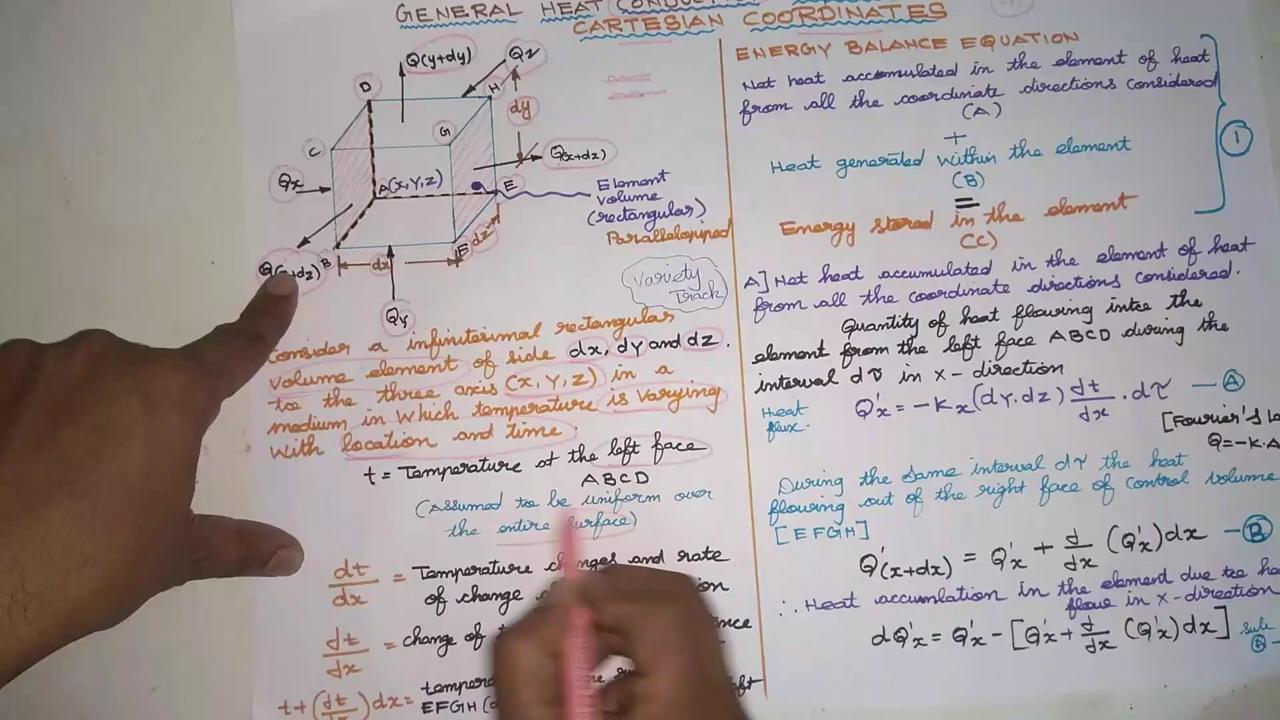 GENERAL HEAT CONDUCTION
CARTESIAN COORDINATES
Q(y+dy)
Qz
D
H
dy
C
G
Q(x+dx)
Qx
A(x,y,z)
E
Element
volume
(rectangular)
Parallelopiped
dz
F
B
dx
Qy
Variety
Track
Consider a infinitesimal rectangular
volume element of side dx, dy and dz.
to the three axis (x, y, z) in a
medium in which temperature is varying
with location and time.
t = Temperature at the left face
ABCD
(Assumed to be uniform over
the entire surface)
dt/dx = Temperature changes and rate
of change
dt/dx = change of
t+(dt/dx)dx=
EFGH
ENERGY BALANCE EQUATION
Net heat accumulated in the element of heat
from all the coordinate directions considered
(A)
+
Heat generated within the element
(B)
=
Energy stored in the element
(C)
1
A] Net heat accumulated in the element of heat
from all the coordinate directions considered.
Quantity of heat flowing intee the
element from the left face ABCD during the
interval dτ in x-direction
Heat
flux.
Q'x = -Kx (dy.dz) dt/dx . dτ — A
[Fourier's
Q=-K.A
During the same interval dτ the heat
flowing out of the right face of control volume
[EFGH]
Q'(x+dx) = Q'x + d/dx (Q'x)dx — B
∴ Heat accumlation in the element due too
flow in x-direction
dQ'x = Q'x - [Q'x + d/dx (Q'x) dx]